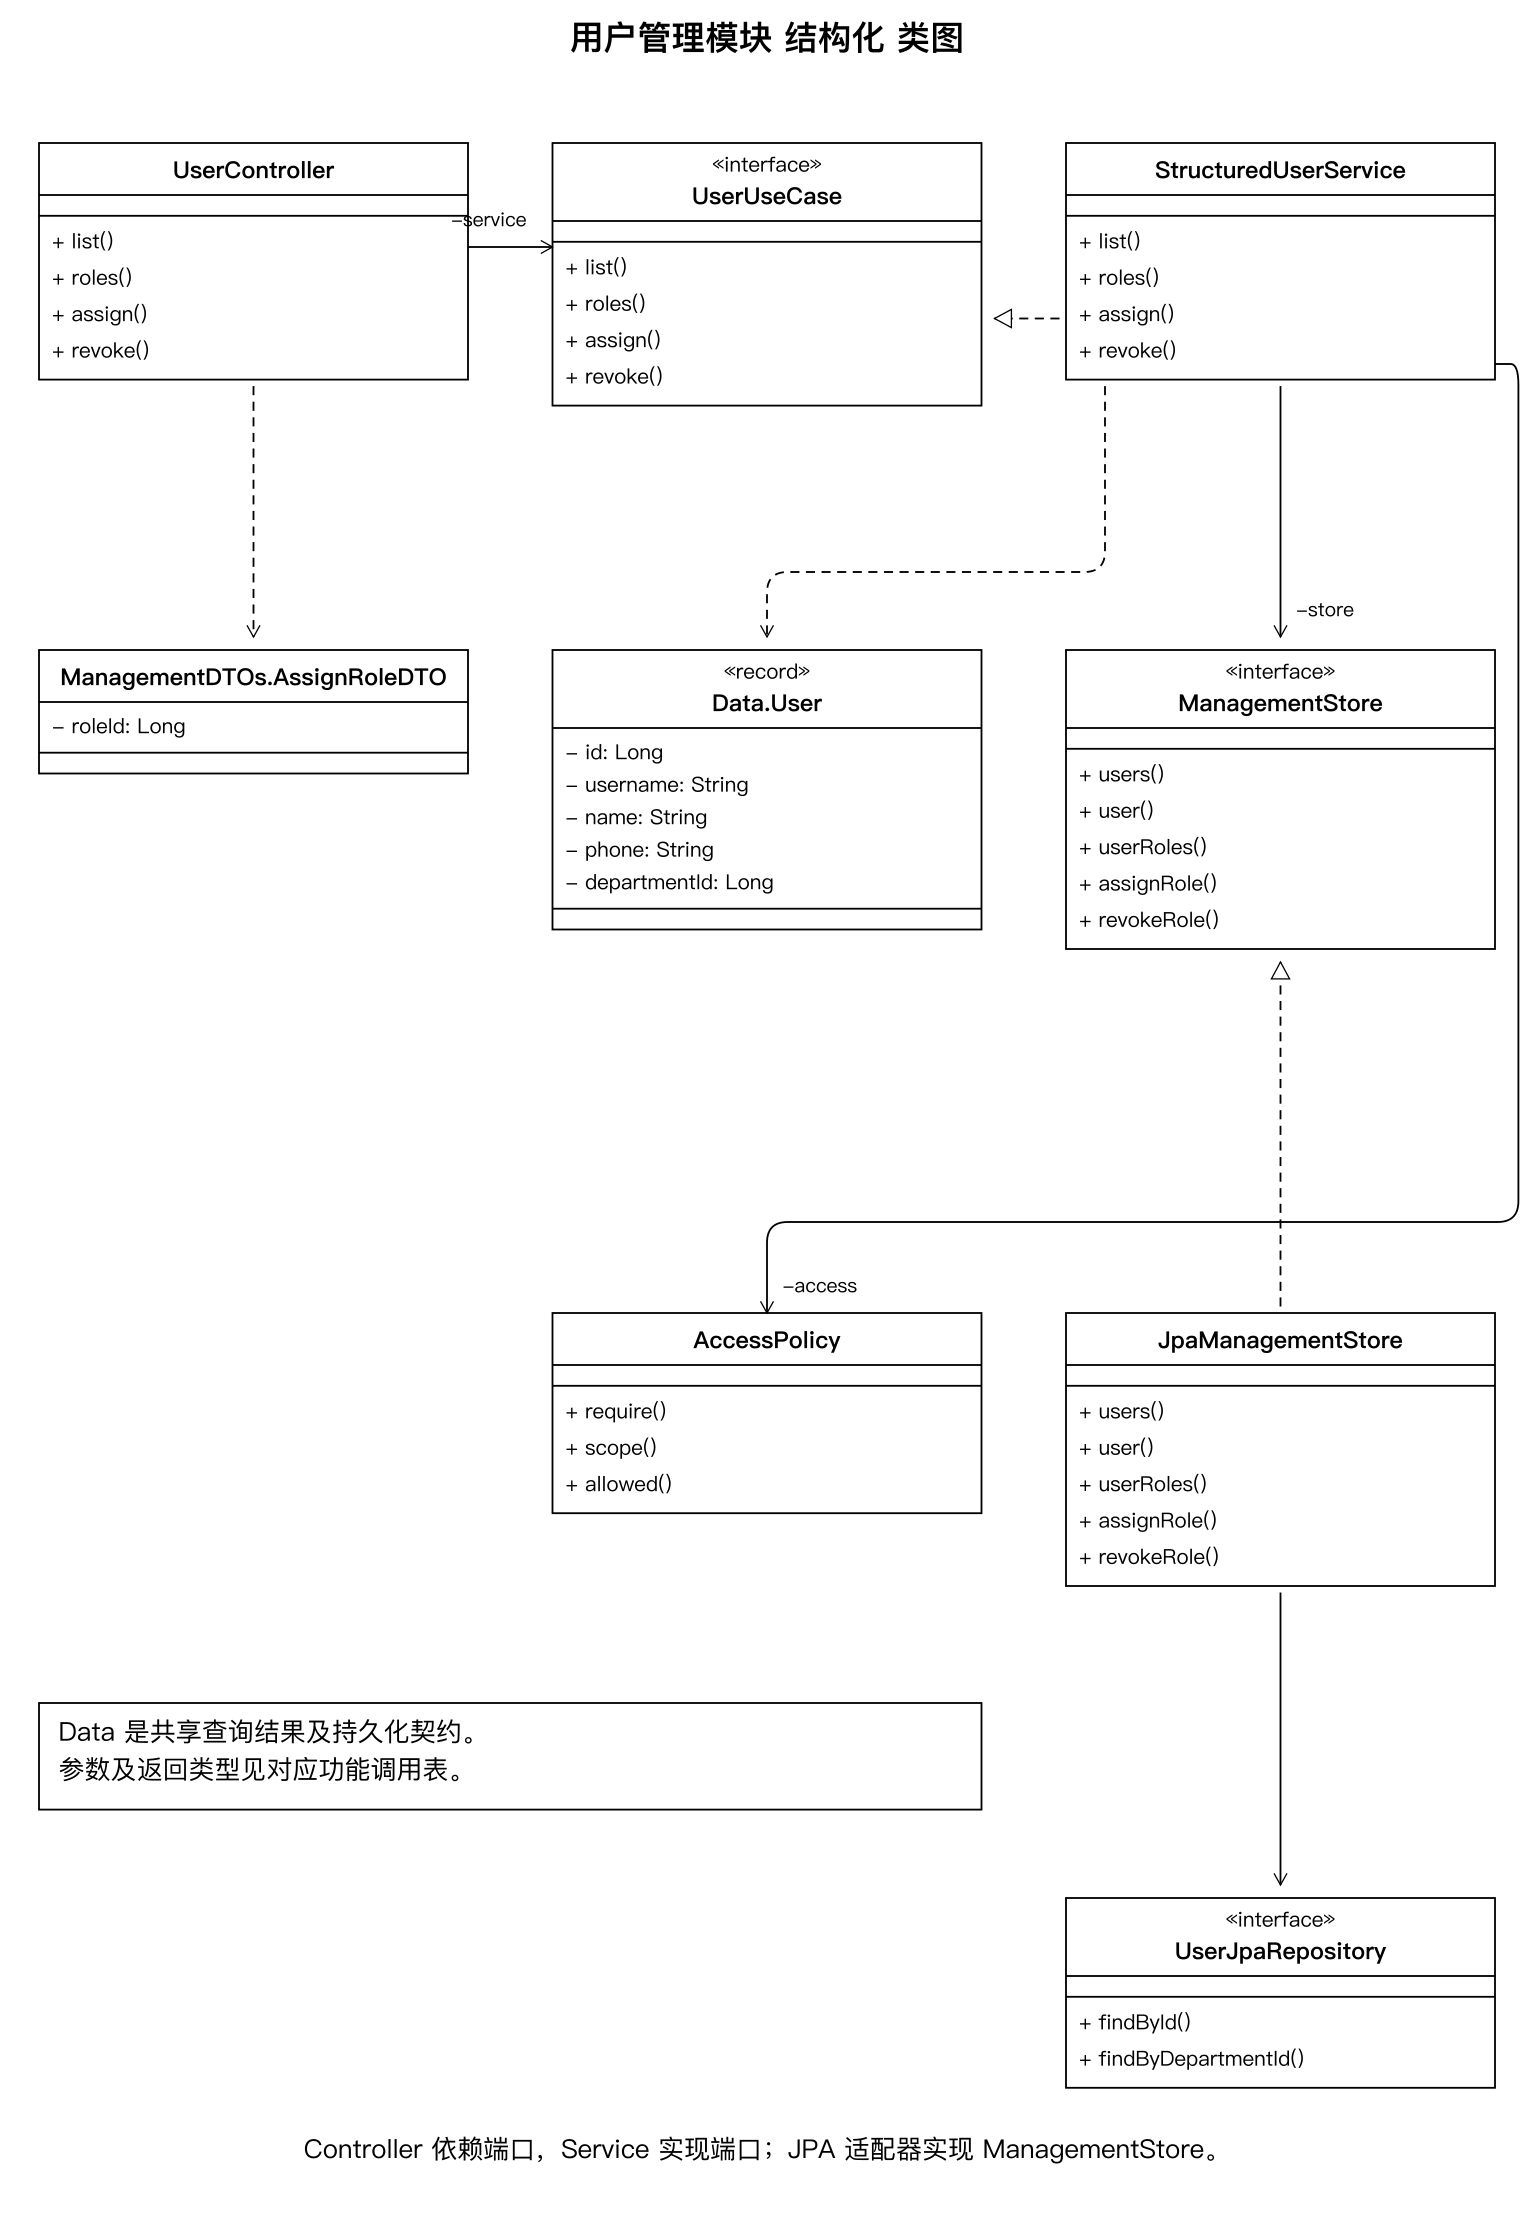 用户管理模块 结构化 类图
UserController
+ list()
+ roles()
+ assign()
+ revoke()
–service
«interface»
UserUseCase
+ list()
+ roles()
+ assign()
+ revoke()
StructuredUserService
+ list()
+ roles()
+ assign()
+ revoke()
–store
ManagementDTOs.AssignRoleDTO
– roleId: Long
«record»
Data.User
– id: Long
– username: String
– name: String
– phone: String
– departmentId: Long
«interface»
ManagementStore
+ users()
+ user()
+ userRoles()
+ assignRole()
+ revokeRole()
–access
AccessPolicy
+ require()
+ scope()
+ allowed()
JpaManagementStore
+ users()
+ user()
+ userRoles()
+ assignRole()
+ revokeRole()
Data 是共享查询结果及持久化契约。
参数及返回类型见对应功能调用表。
«interface»
UserJpaRepository
+ findById()
+ findByDepartmentId()
Controller 依赖端口，Service 实现端口；JPA 适配器实现 ManagementStore。